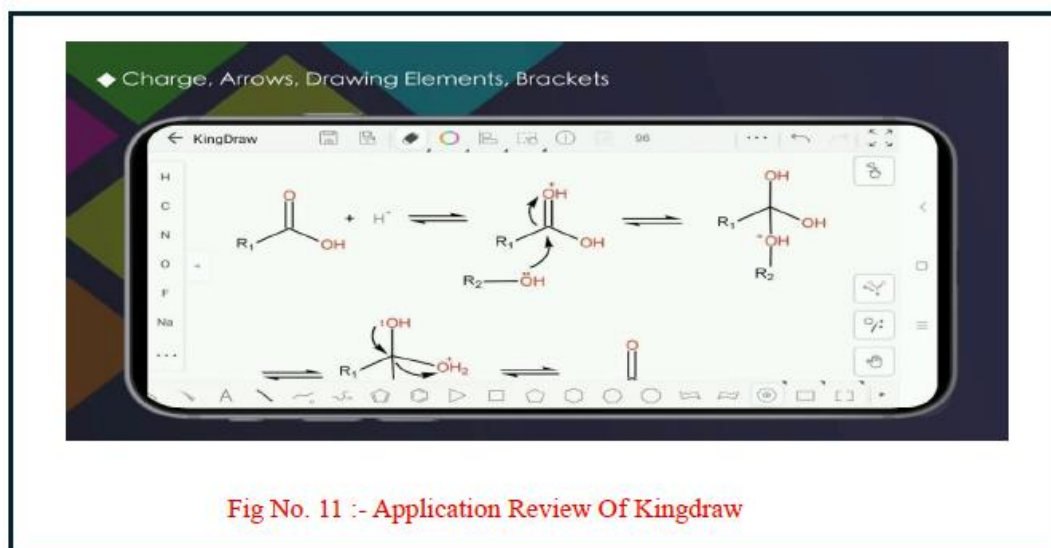 ◆ Charge, Arrows, Drawing Elements, Brackets
← KingDraw 96 ...
H
C
N
O
F
Na
...
O
R₁ OH
+ H⁺
⁺OH
R₁ OH
R₂ ÖH
OH
R₁ OH
⁺OH
R₂
:OH
R₁ ⁺OH₂
O
A
Fig No. 11 :- Application Review Of Kingdraw